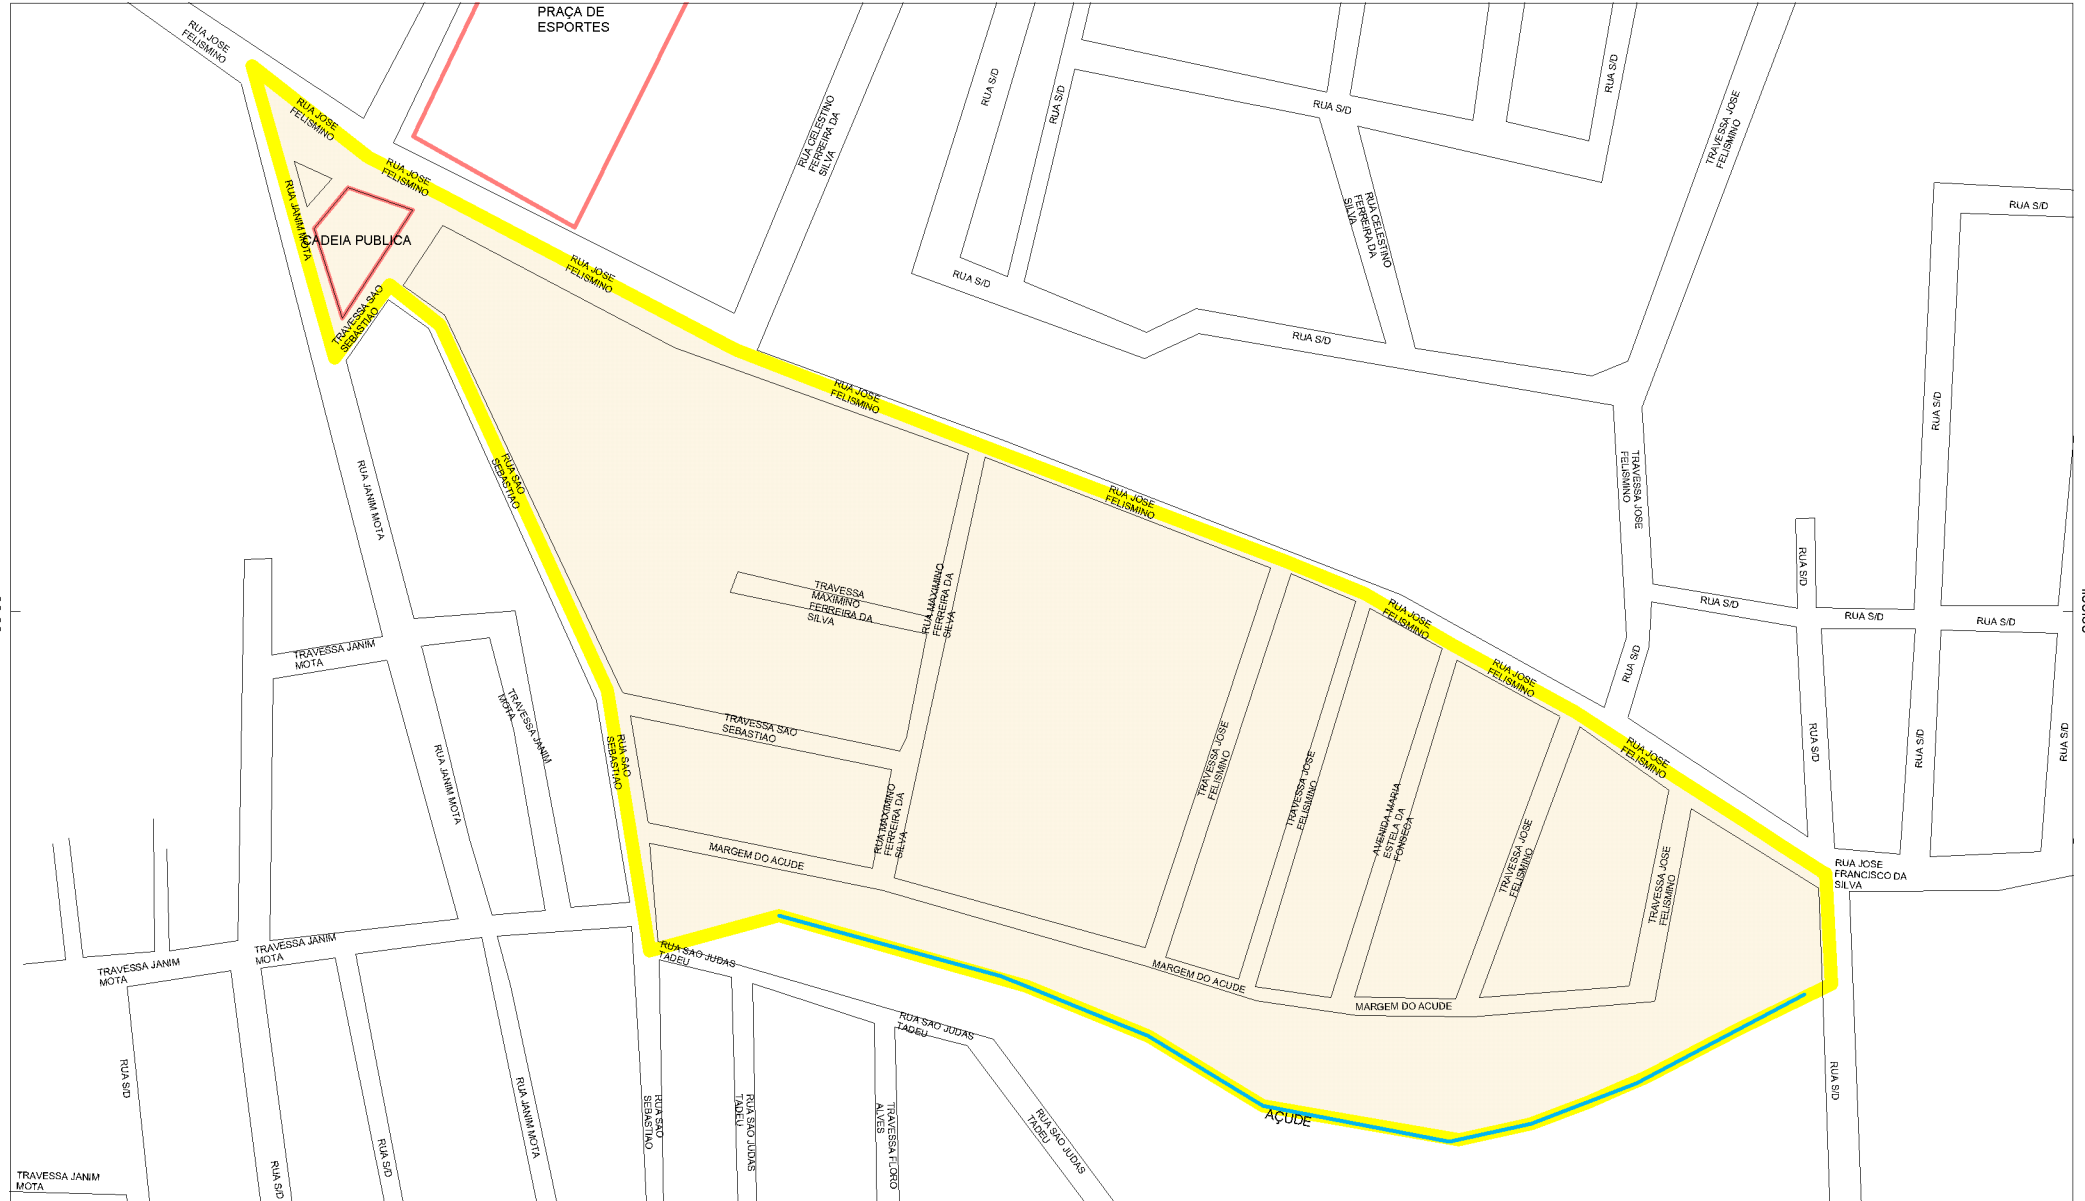 PRAÇA DE
ESPORTES
RUA JOSE
FELISMINO
RUA JOSE
FELISMINO
RUA JOSE
FELISMINO
RUA JANIM MOTA
CADEIA PUBLICA
TRAVESSA SAO
SEBASTIAO
RUA JOSE
FELISMINO
RUA CELESTINO
FERREIRA DA
SILVA
RUA S/D
RUA S/D
RUA S/D
RUA S/D
RUA S/D
RUA CELESTINO
FERREIRA DA
SILVA
RUA S/D
TRAVESSA JOSE
FELISMINO
RUA S/D
RUA S/D
RUA JOSE
FELISMINO
RUA SAO
SEBASTIAO
RUA JANIM MOTA
RUA JOSE
FELISMINO
TRAVESSA JOSE
FELISMINO
RUA S/D
RUA S/D
RUA S/D
RUA S/D
RUA S/D
RUA S/D
TRAVESSA
MAXIMINO
FERREIRA DA
SILVA
RUA MAXIMINO
FERREIRA DA
SILVA
RUA JOSE
FELISMINO
RUA JOSE
FELISMINO
TRAVESSA JANIM
MOTA
TRAVESSA JANIM
MOTA
RUA JANIM MOTA
RUA SAO
SEBASTIAO
TRAVESSA SAO
SEBASTIAO
RUA MAXIMINO
FERREIRA DA
SILVA
MARGEM DO ACUDE
TRAVESSA JOSE
FELISMINO
TRAVESSA JOSE
FELISMINO
AVENIDA MARIA
ESTELA DA
FONSECA
TRAVESSA JOSE
FELISMINO
TRAVESSA JOSE
FELISMINO
RUA JOSE
FELISMINO
RUA S/D
RUA S/D
RUA S/D
RUA JOSE
FRANCISCO DA
SILVA
TRAVESSA JANIM
MOTA
TRAVESSA JANIM
MOTA
RUA SAO JUDAS
TADEU
MARGEM DO ACUDE
MARGEM DO ACUDE
RUA SAO JUDAS
TADEU
AÇUDE
RUA S/D
RUA S/D
RUA S/D
RUA S/D
RUA JANIM MOTA
RUA SAO
SEBASTIAO
RUA SAO JUDAS
TADEU
TRAVESSA FLORO
ALVES
RUA SAO JUDAS
TADEU
TRAVESSA JANIM
MOTA